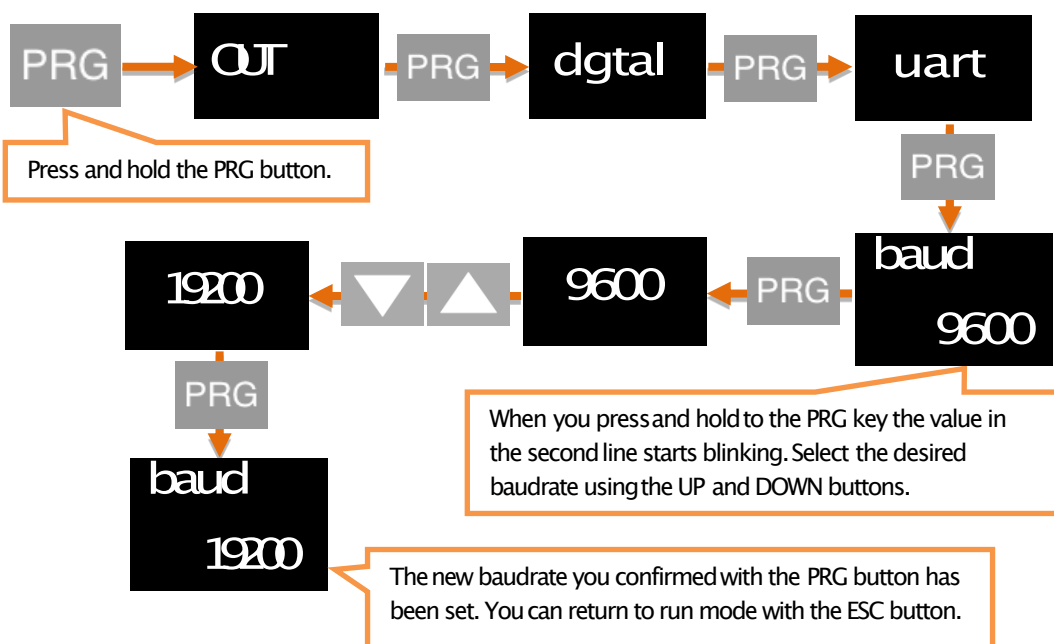 PRG
OUT
PRG
dgtal
PRG
uart
Press and hold the PRG button.
PRG
baud
9600
PRG
9600
19200
PRG
baud
19200
When you press and hold to the PRG key the value in
the second line starts blinking. Select the desired
baudrate using the UP and DOWN buttons.
The new baudrate you confirmed with the PRG button has
been set. You can return to run mode with the ESC button.